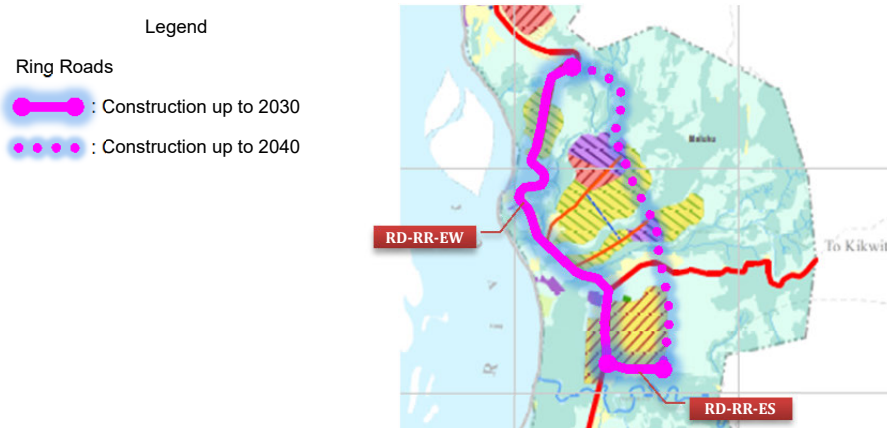 Legend
Ring Roads
: Construction up to 2030
: Construction up to 2040
Maluku
To Kikwit
RD-RR-EW
R I V
RD-RR-ES